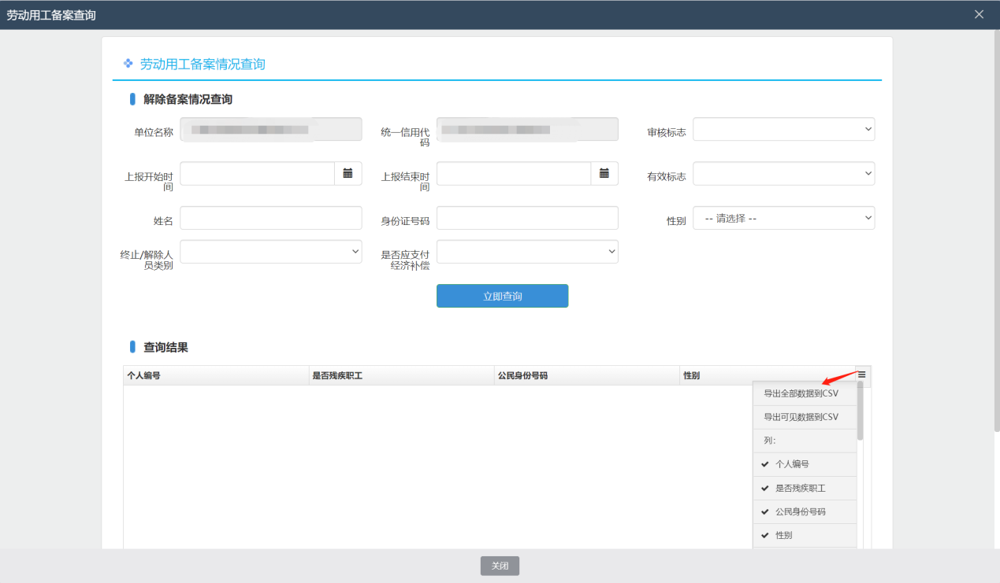 劳动用工备案查询
劳动用工备案情况查询
解除备案情况查询
单位名称
统一信用代
码
审核标志
上报开始时
间
上报结束时
间
有效标志
姓名
身份证号码
性别
-- 请选择 --
终止/解除人
员类别
是否应支付
经济补偿
立即查询
查询结果
个人编号 是否残疾职工 公民身份号码 性别
导出全部数据到CSV
导出可见数据到CSV
列:
个人编号
是否残疾职工
公民身份号码
性别
关闭